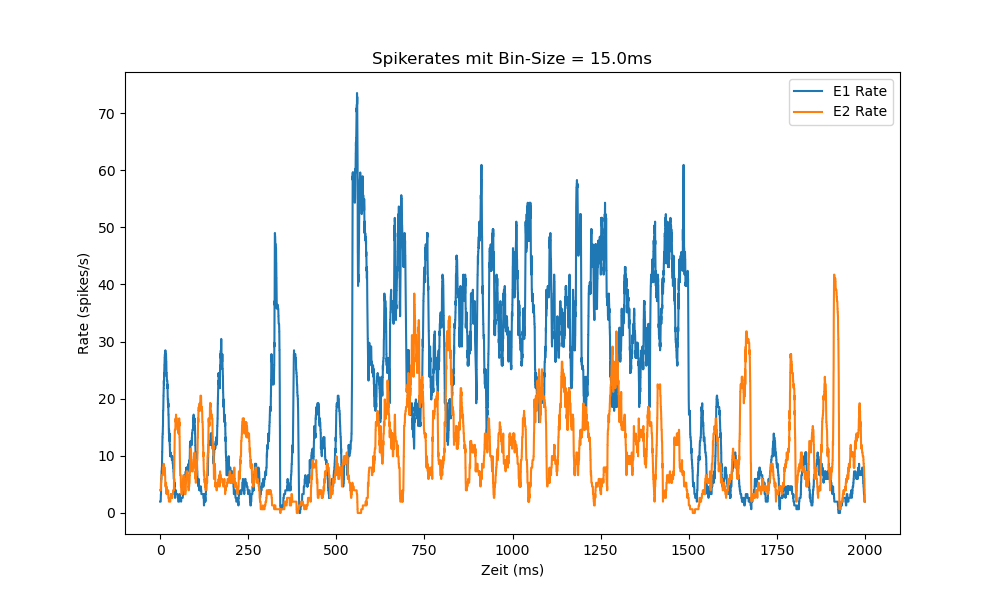 Spikerates mit Bin-Size = 15.0ms
E1 Rate
E2 Rate
Rate (spikes/s)
70
60
50
40
30
20
10
0
0 250 500 750 1000 1250 1500 1750 2000
Zeit (ms)